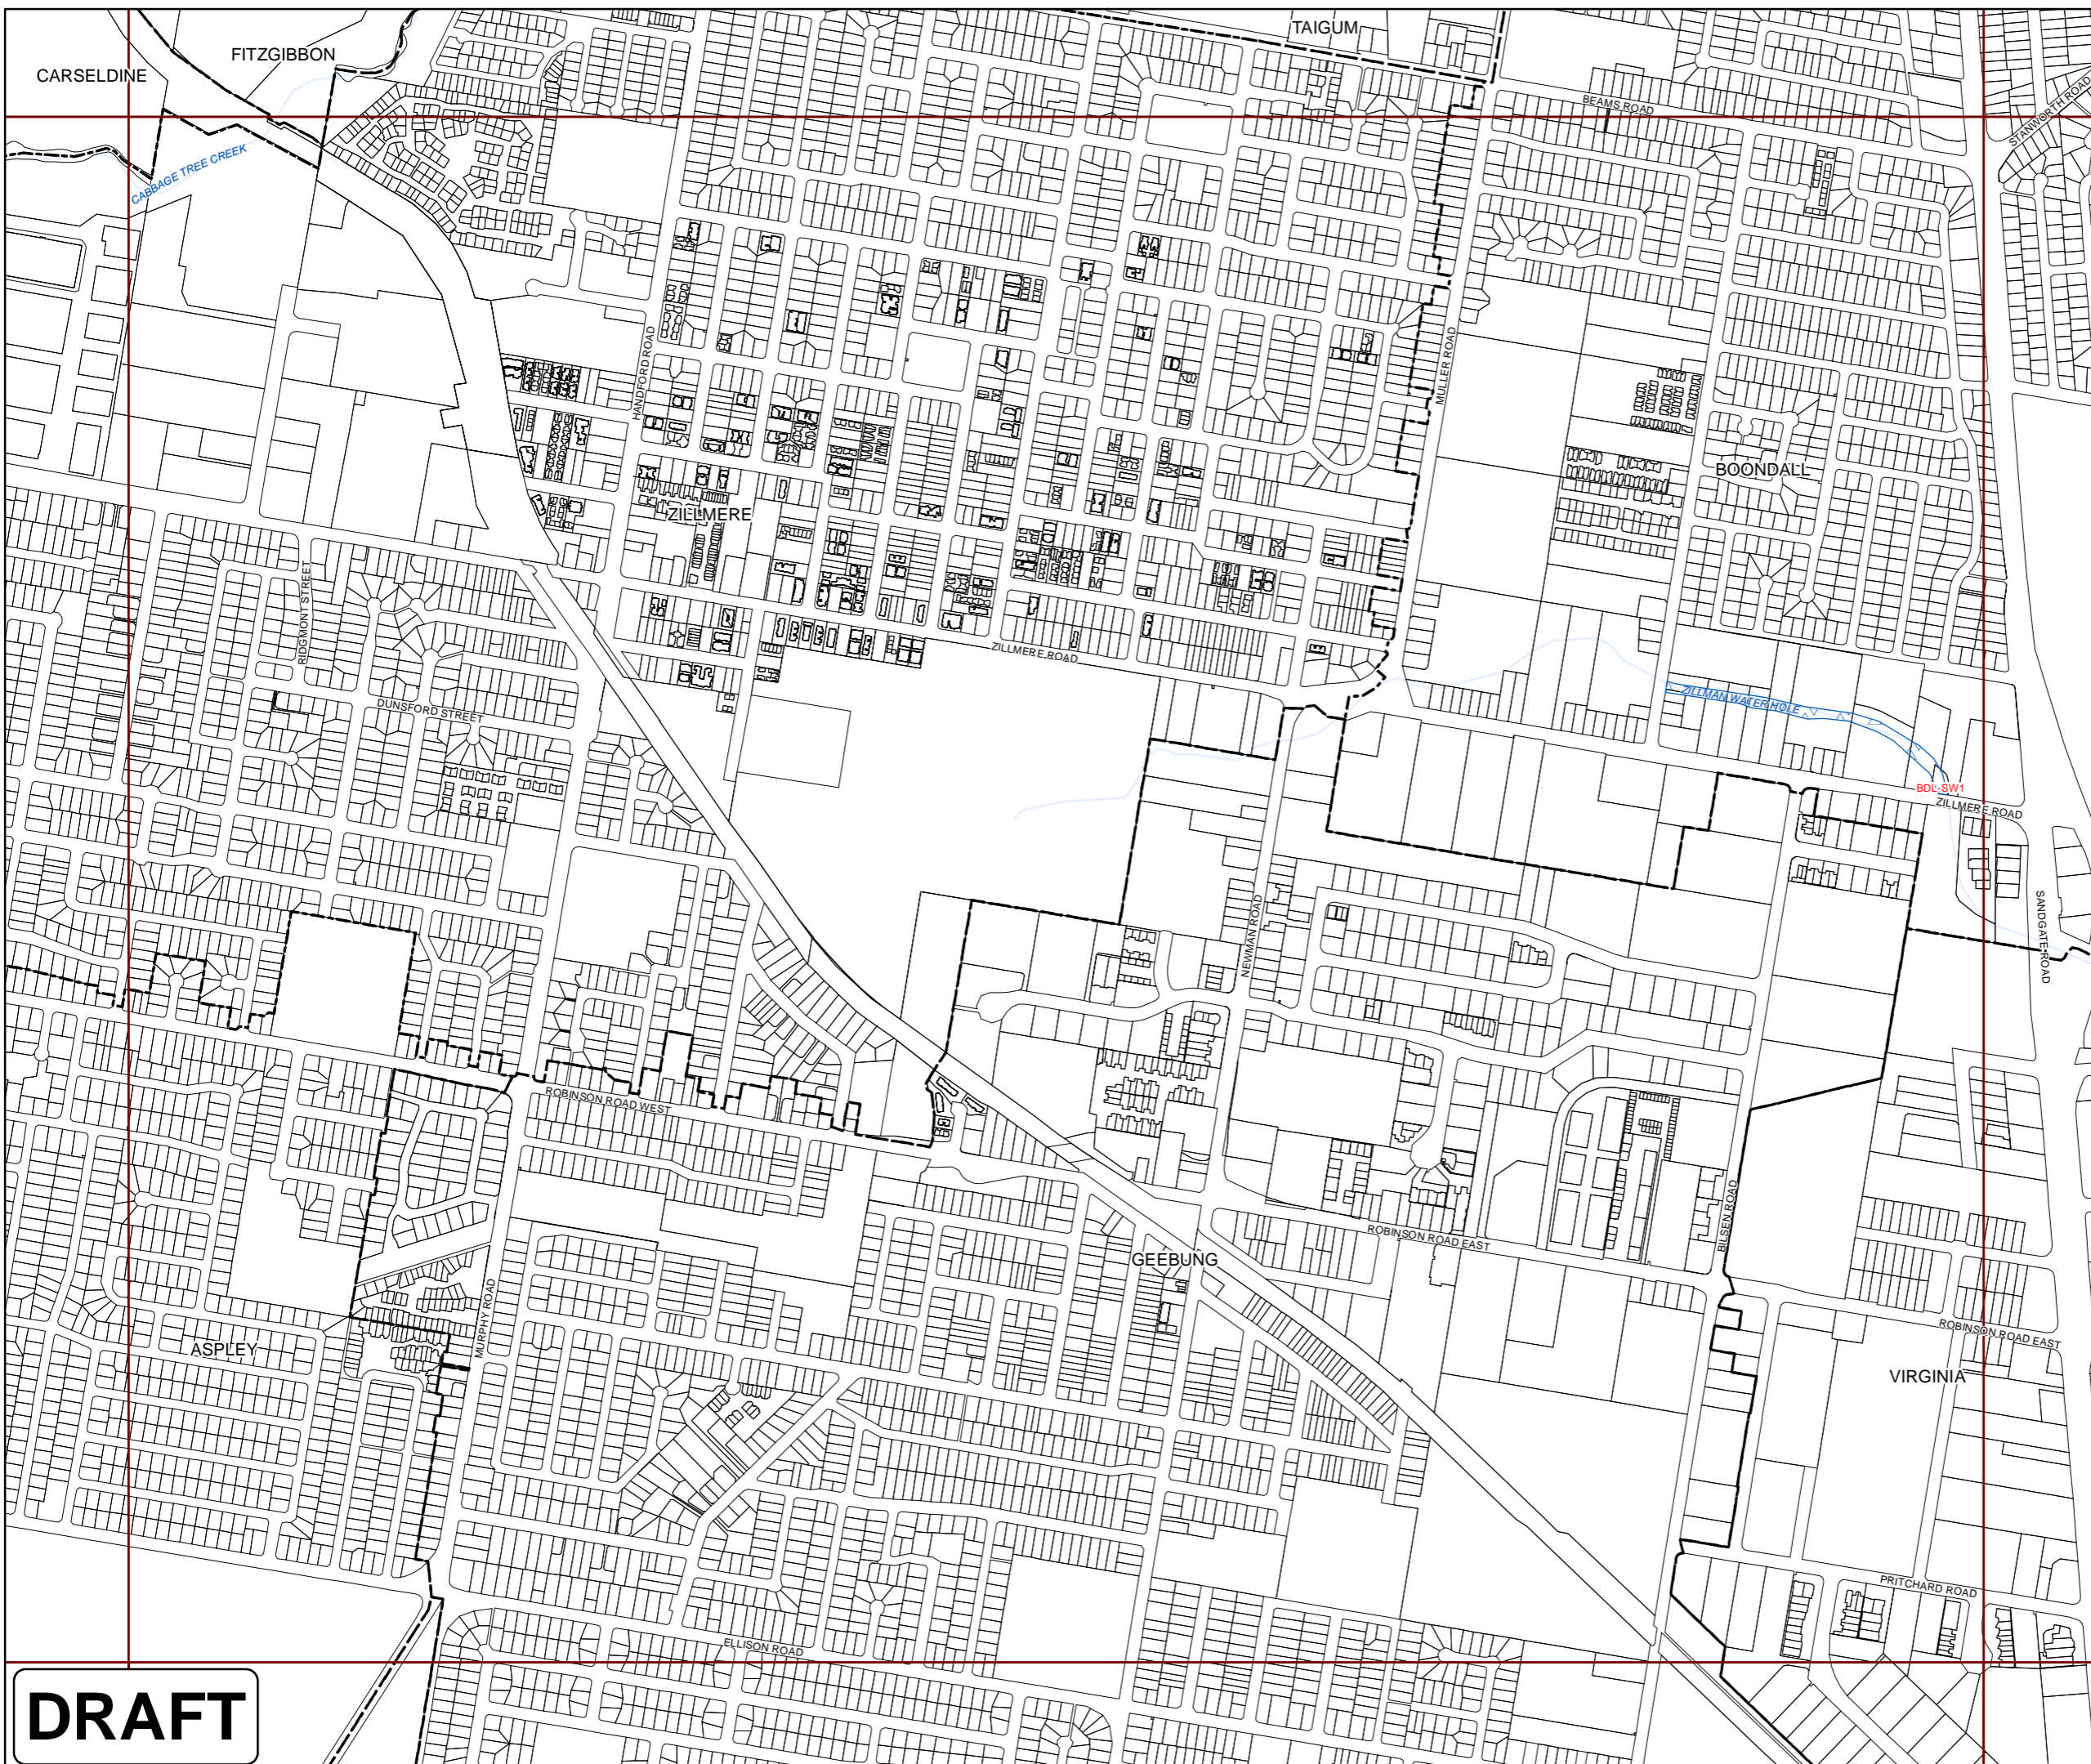 TAIGUM
FITZGIBBON
CARSELDINE
BEAMS ROAD
STANWORTH ROAD
CABBAGE TREE CREEK
HANDFORD ROAD
MULLER ROAD
BOONDALL
ZILLMERE
RIDGMONT STREET
ZILLMERE ROAD
ZILLMAN WATER HOLE
DUNSFORD STREET
BDL-SW1
ZILLMERE ROAD
NEWMAN ROAD
SANDGATE ROAD
ROBINSON ROAD WEST
BILSEN ROAD
ROBINSON ROAD EAST
GEEBUNG
MURPHY ROAD
ROBINSON ROAD EAST
ASPLEY
VIRGINIA
PRITCHARD ROAD
ELLISON ROAD
DRAFT